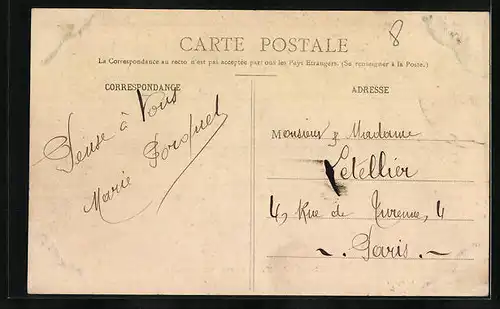 8
CARTE POSTALE
La Correspondance au recto n'est pas acceptée par tous les Pays Etrangers. (Se renseigner à la Poste.)
CORRESPONDANCE
Pense à Vous
Marie
ADRESSE
Monsieur & Madame
Letellier
4, Rue de Turenne, 4
~ . Paris . ~